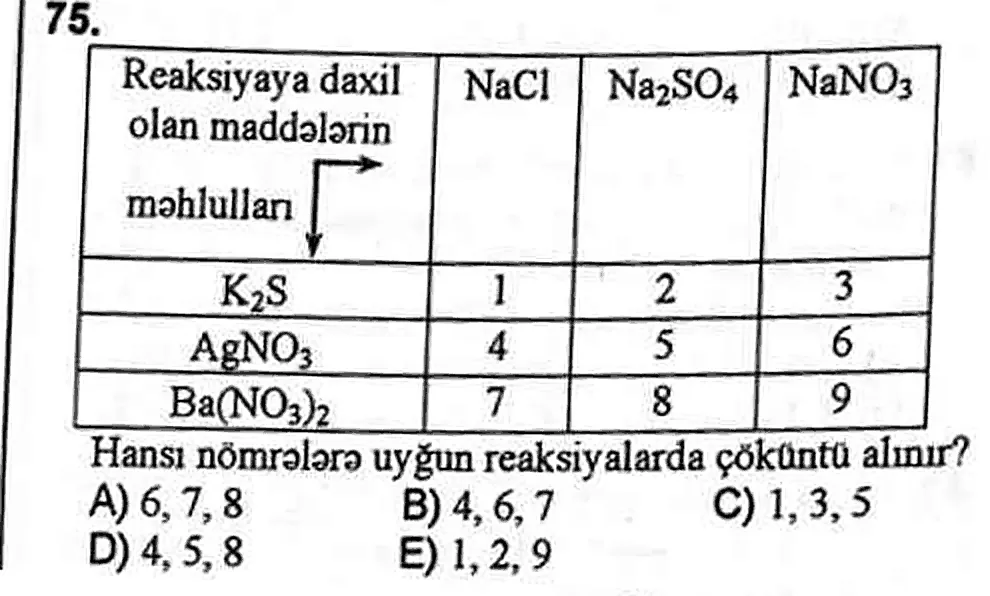 75.
Reaksiyaya daxil olan maddələrin məhlulları NaCl Na₂SO₄ NaNO₃
K₂S 1 2 3
AgNO₃ 4 5 6
Ba(NO₃)₂ 7 8 9
Hansı nömrələrə uyğun reaksiyalarda çöküntü alınır?
A) 6, 7, 8 B) 4, 6, 7 C) 1, 3, 5
D) 4, 5, 8 E) 1, 2, 9